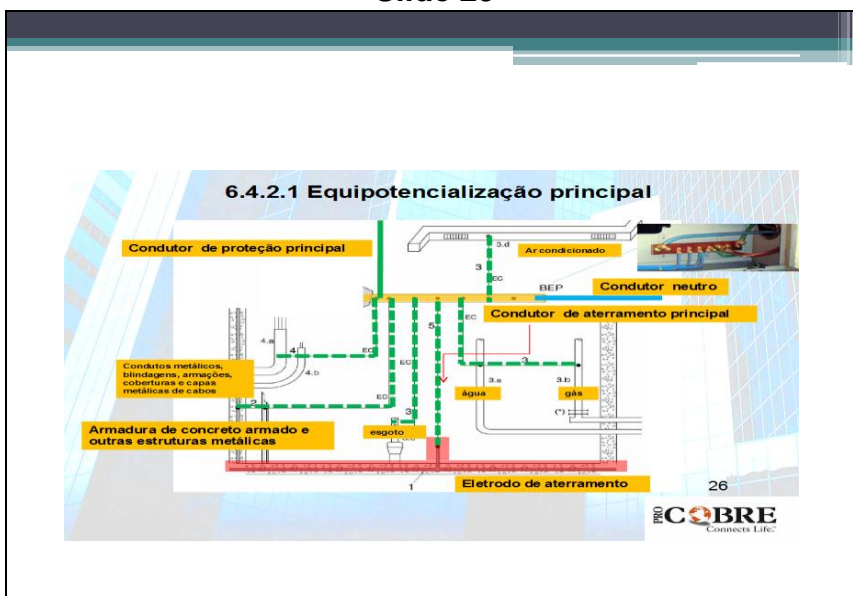 6.4.2.1 Equipotencialização principal
Condutor de proteção principal
3.d
Ar condicionado
3
EC
BEP
Condutor neutro
Condutor de aterramento principal
EC
5
4.a
4
EC
4.b
EC
3
Condutos metálicos,
blindagens, armações,
coberturas e capas
metálicas de cabos
3.a
3.b
água
gás
2
EC
3
(*)
Armadura de concreto armado e
outras estruturas metálicas
esgoto
1
Eletrodo de aterramento
26
PRO COBRE
Connects Life.